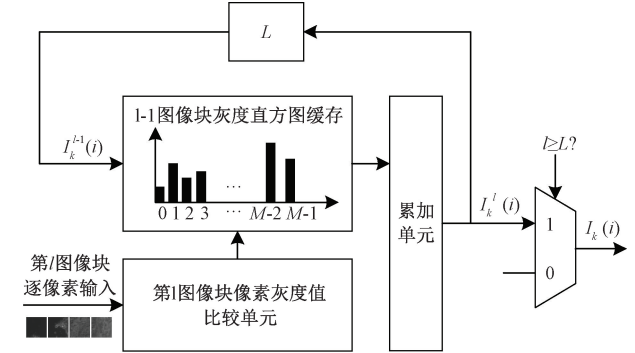 L
l-1图像块灰度直方图缓存
I_k^{l-1}(i)
0 1 2 3 ··· M-2 M-1
···
累加
单元
l≥L?
I_k^l(i)
1
0
I_k(i)
第l图像块
逐像素输入
第l图像块像素灰度值
比较单元